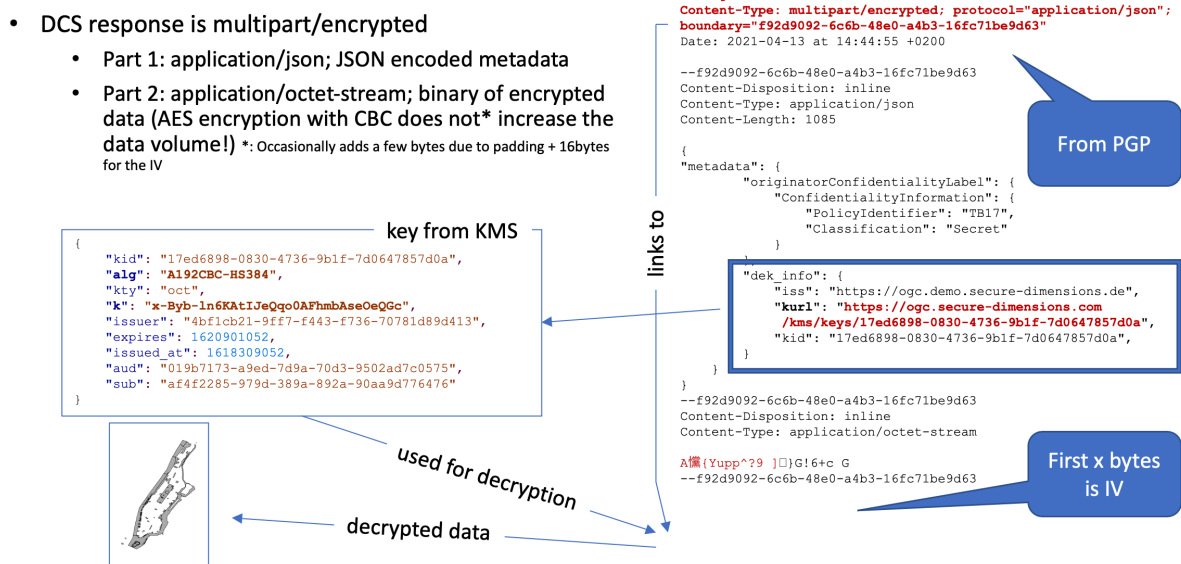 • DCS response is multipart/encrypted
• Part 1: application/json; JSON encoded metadata
• Part 2: application/octet-stream; binary of encrypted
data (AES encryption with CBC does not* increase the
data volume!) *: Occasionally adds a few bytes due to padding + 16bytes
for the IV
key from KMS
{
"kid": "17ed6898-0830-4736-9b1f-7d0647857d0a",
"alg": "A192CBC-HS384",
"kty": "oct",
"k": "x-Byb-ln6KAtIJeQqo0AFhmbAseOeQGc",
"issuer": "4bf1cb21-9ff7-f443-f736-70781d89d413",
"expires": 1620901052,
"issued_at": 1618309052,
"aud": "019b7173-a9ed-7d9a-70d3-9502ad7c0575",
"sub": "af4f2285-979d-389a-892a-90aa9d776476"
}
used for decryption
decrypted data
links to
Content-Type: multipart/encrypted; protocol="application/json";
boundary="f92d9092-6c6b-48e0-a4b3-16fc71be9d63"
Date: 2021-04-13 at 14:44:55 +0200
--f92d9092-6c6b-48e0-a4b3-16fc71be9d63
Content-Disposition: inline
Content-Type: application/json
Content-Length: 1085
{
"metadata": {
"originatorConfidentialityLabel": {
"ConfidentialityInformation": {
"PolicyIdentifier": "TB17",
"Classification": "Secret"
}
},
"dek_info": {
"iss": "https://ogc.demo.secure-dimensions.de",
"kurl": "https://ogc.secure-dimensions.com
/kms/keys/17ed6898-0830-4736-9b1f-7d0647857d0a",
"kid": "17ed6898-0830-4736-9b1f-7d0647857d0a",
}
}
}
--f92d9092-6c6b-48e0-a4b3-16fc71be9d63
Content-Disposition: inline
Content-Type: application/octet-stream
{Yupp^?9 ]□}G!6+c G
--f92d9092-6c6b-48e0-a4b3-16fc71be9d63
From PGP
First x bytes
is IV